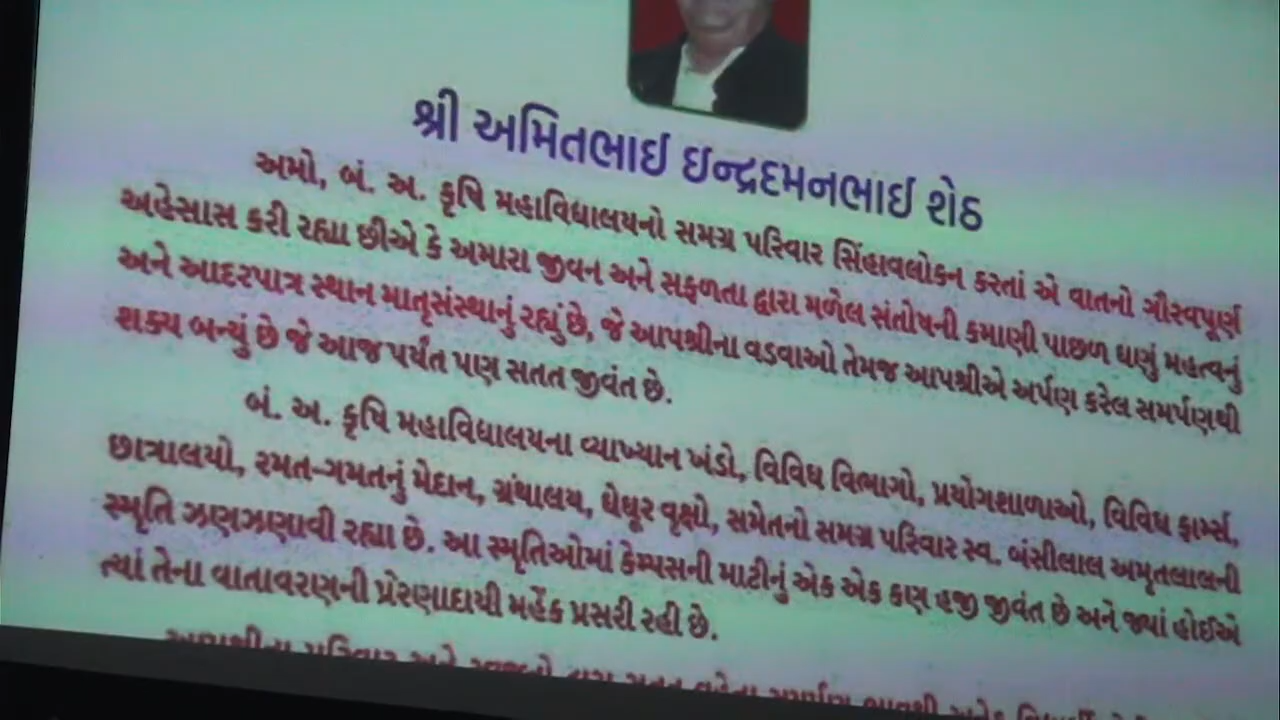 શ્રી અમિતભાઈ ઇન્દ્રદમનભાઈ શેઠ
અમો, બં. અ. કૃષિ મહાવિદ્યાલયનો સમગ્ર પરિવાર સિંહાવલોકન કરતાં એ વાતનો ગૌરવપૂર્ણ
અહેસાસ કરી રહ્યા છીએ કે અમારા જીવન અને સફળતા દ્વારા મળેલ સંતોષની કમાણી પાછળ ઘણું મહત્વનું
અને આદરપાત્ર સ્થાન માતૃસંસ્થાનું રહ્યું છે, જે આપશ્રીના વડવાઓ તેમજ આપશ્રીએ અર્પણ કરેલ સમર્પણથી
શક્ય બન્યું છે જે આજ પર્યંત પણ સતત જીવંત છે.
બં. અ. કૃષિ મહાવિદ્યાલયના વ્યાખ્યાન ખંડો, વિવિધ વિભાગો, પ્રયોગશાળાઓ, વિવિધ ફાર્મ્સ,
છાત્રાલયો, રમત-ગમતનું મેદાન, ગ્રંથાલય, ઘેઘૂર વૃક્ષો, સમેતનો સમગ્ર પરિવાર સ્વ. બંસીલાલ અમૃતલાલની
સ્મૃતિ ઝણઝણાવી રહ્યા છે. આ સ્મૃતિઓમાં કેમ્પસની માટીનું એક એક કણ હજી જીવંત છે અને જ્યાં હોઈએ
ત્યાં તેના વાતાવરણની પ્રેરણાદાયી મહેંક પ્રસરી રહી છે.